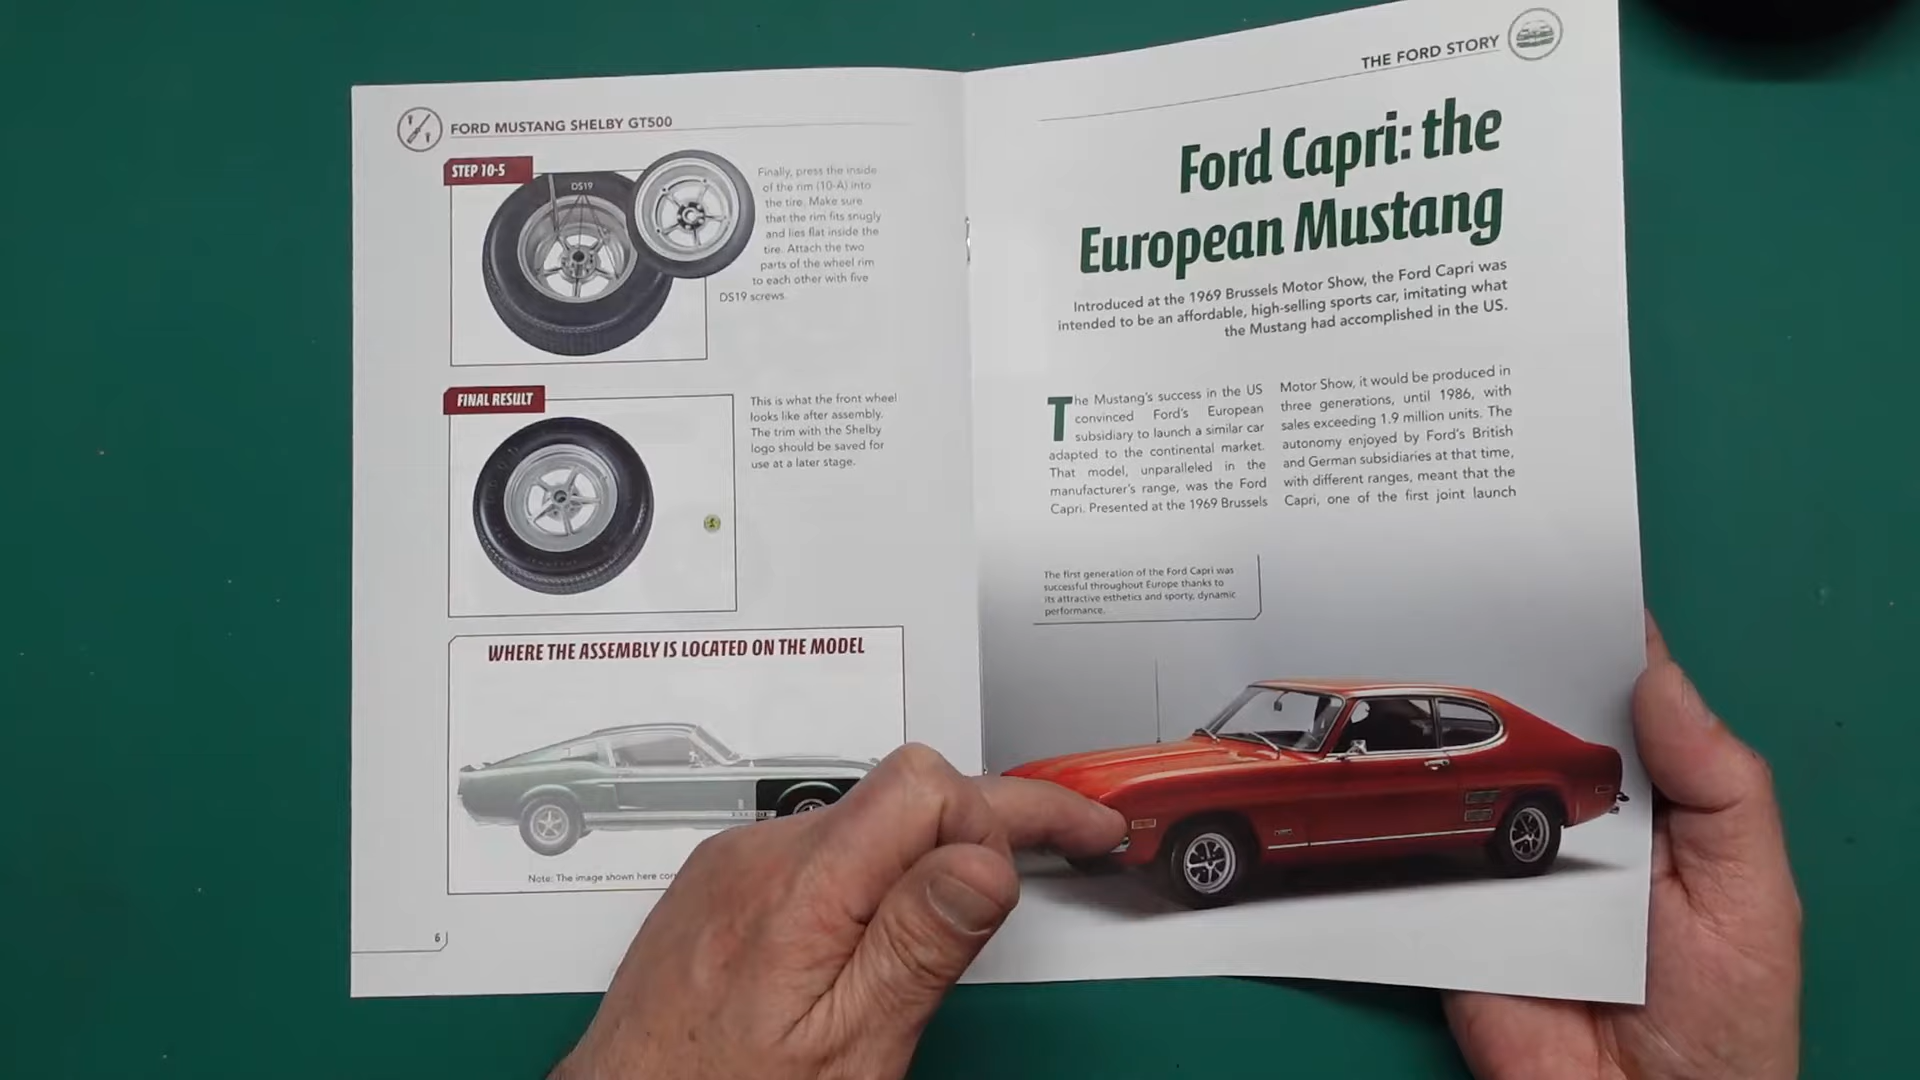 FORD MUSTANG SHELBY GT500
STEP 10-5
DS19
Finally, press the inside
of the rim (10-A) into
the tire. Make sure
that the rim fits snugly
and lies flat inside the
tire. Attach the two
parts of the wheel rim
to each other with five
DS19 screws.
FINAL RESULT
This is what the front wheel
looks like after assembly.
The trim with the Shelby
logo should be saved for
use at a later stage.
WHERE THE ASSEMBLY IS LOCATED ON THE MODEL
Note: The image shown here
6
THE FORD STORY
Ford Capri: the
European Mustang
Introduced at the 1969 Brussels Motor Show, the Ford Capri was
intended to be an affordable, high-selling sports car, imitating what
the Mustang had accomplished in the US.
The Mustang's success in the US
convinced Ford's European
subsidiary to launch a similar car
adapted to the continental market.
That model, unparalleled in the
manufacturer's range, was the Ford
Capri. Presented at the 1969 Brussels
Motor Show, it would be produced in
three generations, until 1986, with
sales exceeding 1.9 million units. The
autonomy enjoyed by Ford's British
and German subsidiaries at that time,
with different ranges, meant that the
Capri, one of the first joint launch
The first generation of the Ford Capri was
successful throughout Europe thanks to
its attractive esthetics and sporty, dynamic
performance.